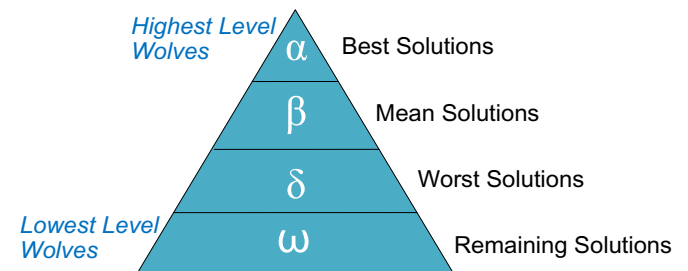 Highest Level
Wolves
α
Best Solutions
β
Mean Solutions
δ
Worst Solutions
Lowest Level
Wolves
ω
Remaining Solutions